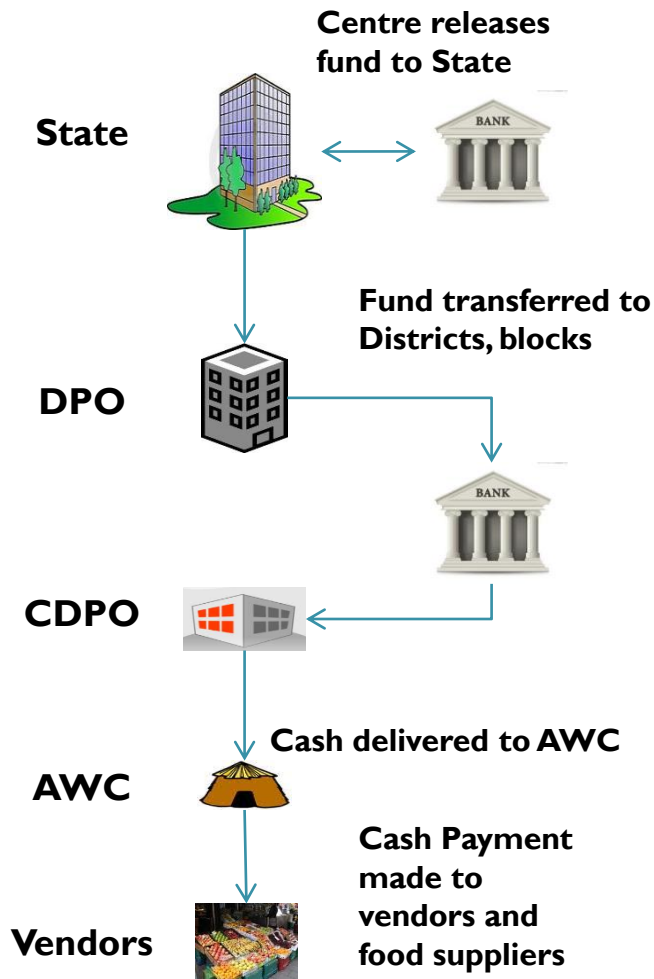 Centre releases
fund to State
State
BANK
Fund transferred to
Districts, blocks
DPO
BANK
CDPO
Cash delivered to AWC
AWC
Cash Payment
made to
vendors and
food suppliers
Vendors